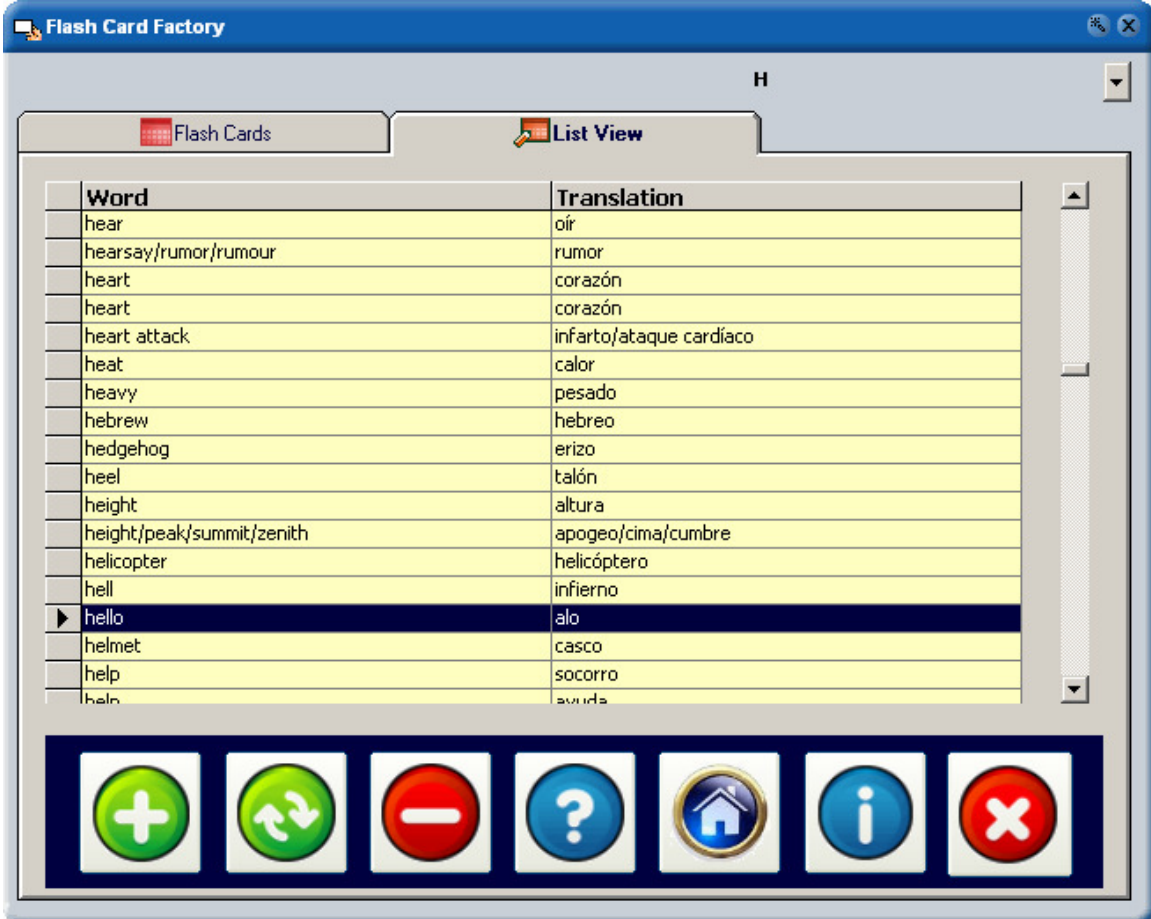 Flash Card Factory
H
Flash Cards List View
Word Translation
hear oír
hearsay/rumor/rumour rumor
heart corazón
heart corazón
heart attack infarto/ataque cardíaco
heat calor
heavy pesado
hebrew hebreo
hedgehog erizo
heel talón
height altura
height/peak/summit/zenith apogeo/cima/cumbre
helicopter helicóptero
hell infierno
hello alo
helmet casco
help socorro
help ayuda